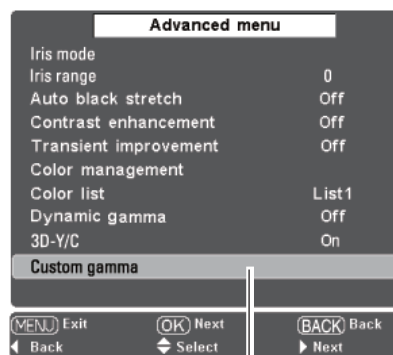 Advanced menu
Iris mode
Iris range 0
Auto black stretch Off
Contrast enhancement Off
Transient improvement Off
Color management
Color list List1
Dynamic gamma Off
3D-Y/C On
Custom gamma
MENU Exit OK Next BACK Back
Back Select Next